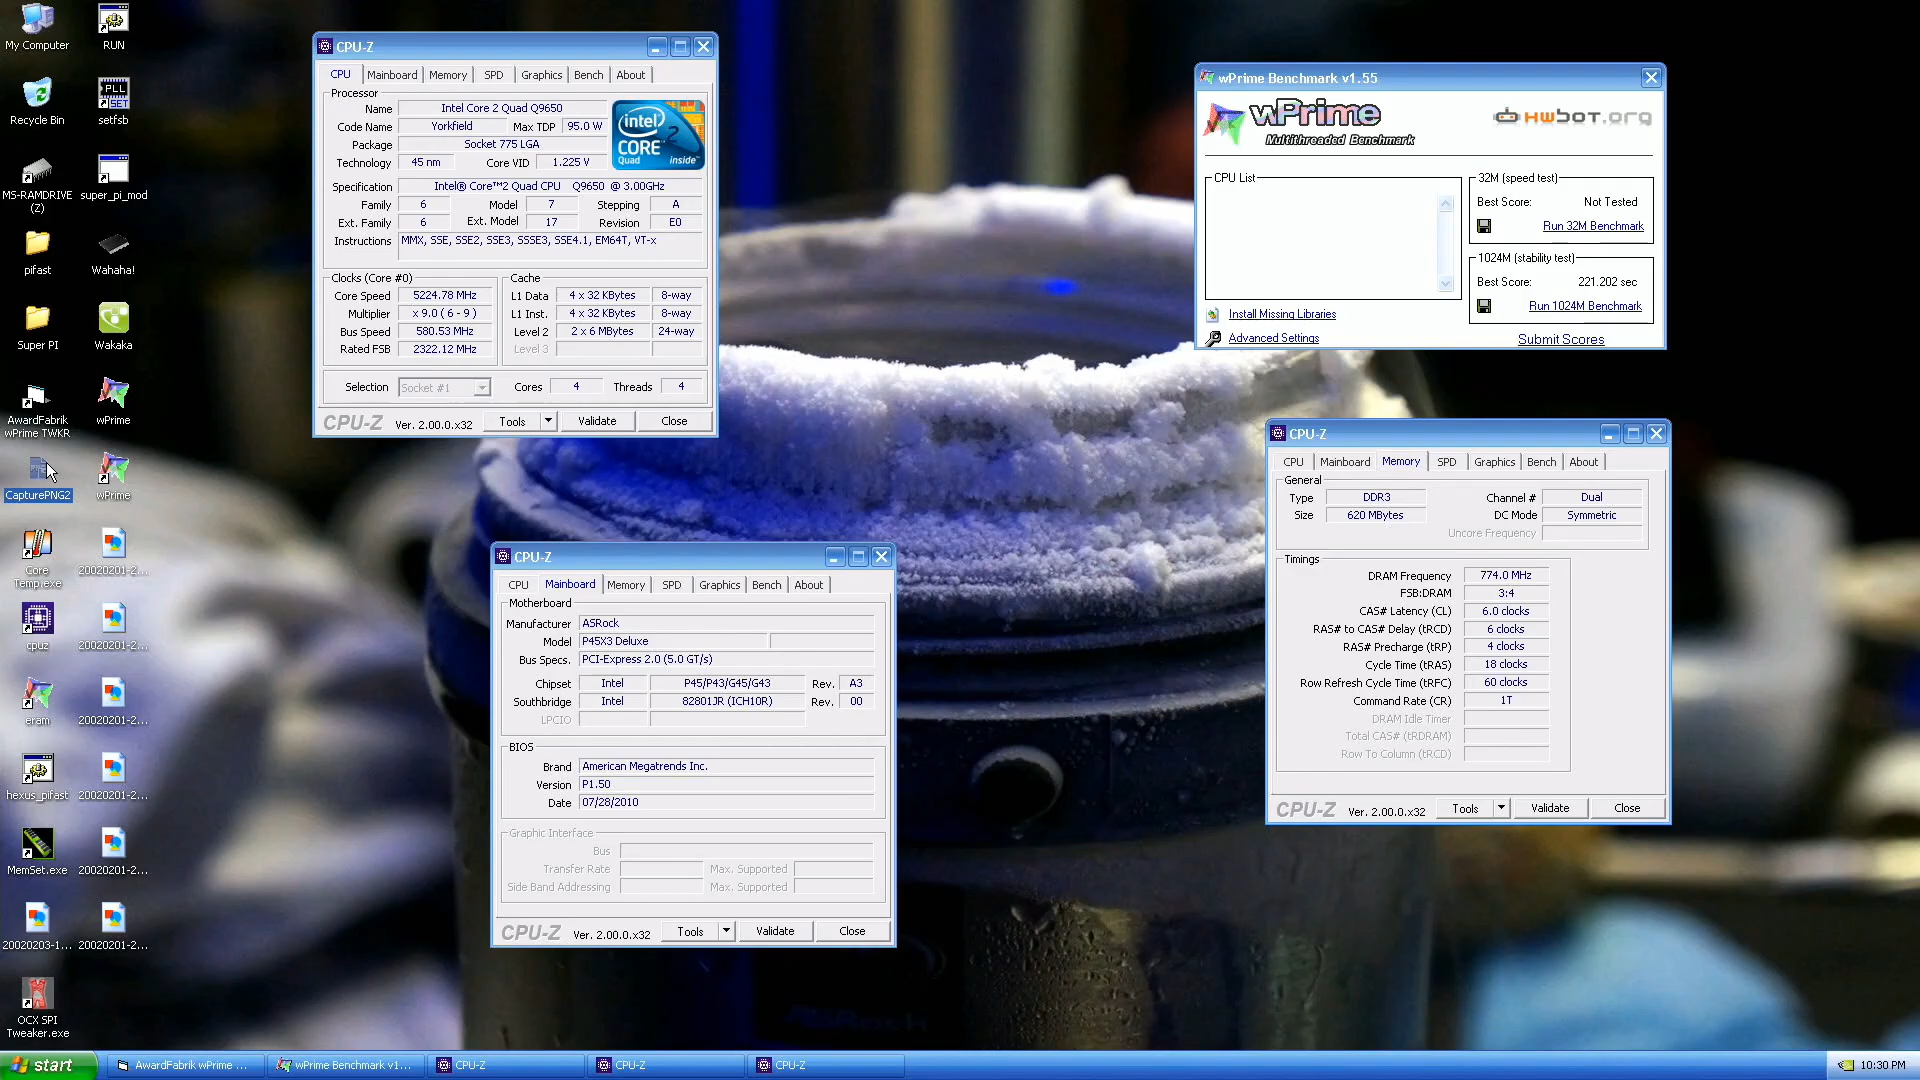 My Computer
RUN
Recycle Bin
PLL
SET
setfsb
MS-RAMDRIVE
(Z)
super_pi_mod
pifast
Wahaha!
Super PI
Wakaka
AwardFabrik
wPrime TWKR
wPrime
CapturePNG2
wPrime
Core
Temp.exe
20020201-2...
cpuz
20020201-2...
eram
20020201-2...
hexus_pifast
20020201-2...
MemSet.exe
20020201-2...
20020203-1...
20020201-2...
OCX SPI
Tweaker.exe
CPU-Z
CPU Mainboard Memory SPD Graphics Bench About
Processor
Name Intel Core 2 Quad Q9650
Code Name Yorkfield Max TDP 95.0 W
Package Socket 775 LGA
Technology 45 nm Core VID 1.225 V
intel
CORE 2
Quad inside™
Specification Intel® Core™2 Quad CPU Q9650 @ 3.00GHz
Family 6 Model 7 Stepping A
Ext. Family 6 Ext. Model 17 Revision E0
Instructions MMX, SSE, SSE2, SSE3, SSSE3, SSE4.1, EM64T, VT-x
Clocks (Core #0)
Core Speed 5224.78 MHz
Multiplier x 9.0 ( 6 - 9 )
Bus Speed 580.53 MHz
Rated FSB 2322.12 MHz
Cache
L1 Data 4 x 32 KBytes 8-way
L1 Inst. 4 x 32 KBytes 8-way
Level 2 2 x 6 MBytes 24-way
Level 3
Selection Socket #1 Cores 4 Threads 4
CPU-Z Ver. 2.00.0.x32 Tools Validate Close
wPrime Benchmark v1.55
wPrime
Multithreaded Benchmark
HWBOT.ORG
CPU List
32M (speed test)
Best Score: Not Tested
Run 32M Benchmark
1024M (stability test)
Best Score: 221.202 sec
Run 1024M Benchmark
Install Missing Libraries
Advanced Settings
Submit Scores
CPU-Z
CPU Mainboard Memory SPD Graphics Bench About
General
Type DDR3 Channel # Dual
Size 620 MBytes DC Mode Symmetric
Uncore Frequency
Timings
DRAM Frequency 774.0 MHz
FSB:DRAM 3:4
CAS# Latency (CL) 6.0 clocks
RAS# to CAS# Delay (tRCD) 6 clocks
RAS# Precharge (tRP) 4 clocks
Cycle Time (tRAS) 18 clocks
Row Refresh Cycle Time (tRFC) 60 clocks
Command Rate (CR) 1T
DRAM Idle Timer
Total CAS# (tRDRAM)
Row To Column (tRCD)
CPU-Z Ver. 2.00.0.x32 Tools Validate Close
CPU-Z
CPU Mainboard Memory SPD Graphics Bench About
Motherboard
Manufacturer ASRock
Model P45X3 Deluxe
Bus Specs. PCI-Express 2.0 (5.0 GT/s)
Chipset Intel P45/P43/G45/G43 Rev. A3
Southbridge Intel 82801JR (ICH10R) Rev. 00
LPCIO
BIOS
Brand American Megatrends Inc.
Version P1.50
Date 07/28/2010
Graphic Interface
Bus
Transfer Rate Max. Supported
Side Band Addressing Max. Supported
CPU-Z Ver. 2.00.0.x32 Tools Validate Close
start
AwardFabrik wPrime ...
wPrime Benchmark v1...
CPU-Z
CPU-Z
CPU-Z
10:30 PM